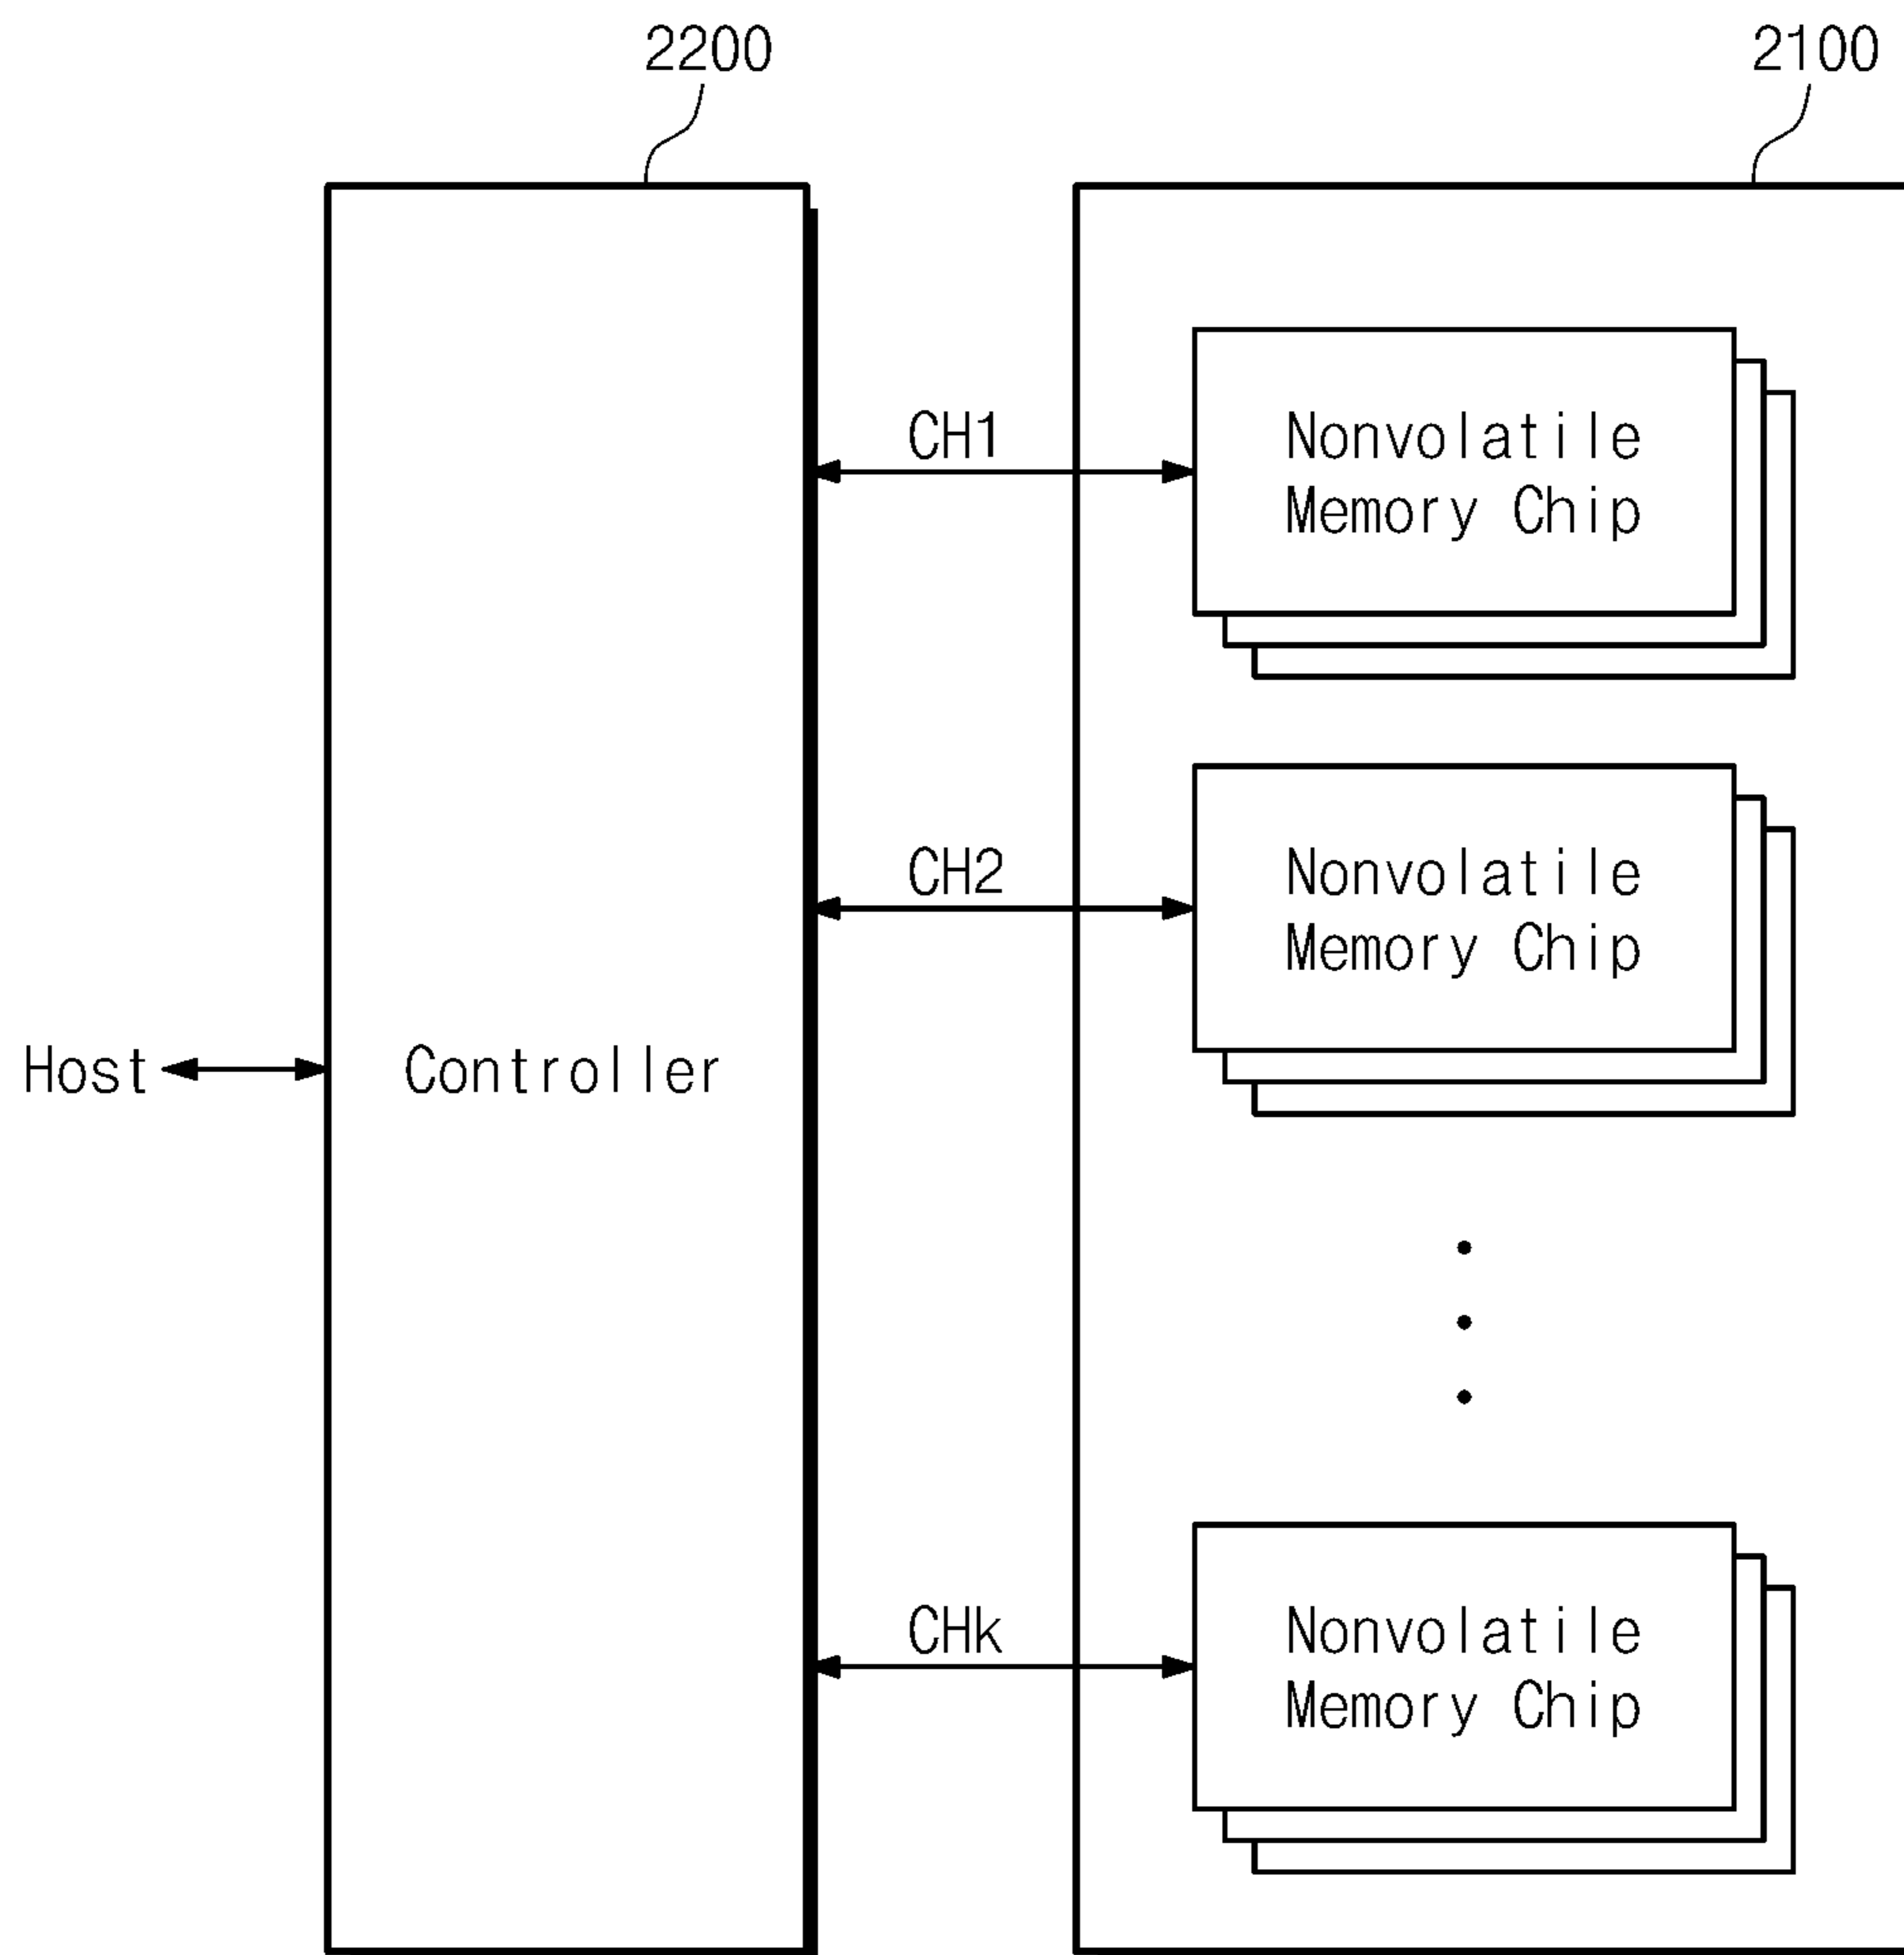 2200
2100
CH1
Nonvolatile
Memory Chip
CH2
Nonvolatile
Memory Chip
Host
Controller
CHk
Nonvolatile
Memory Chip